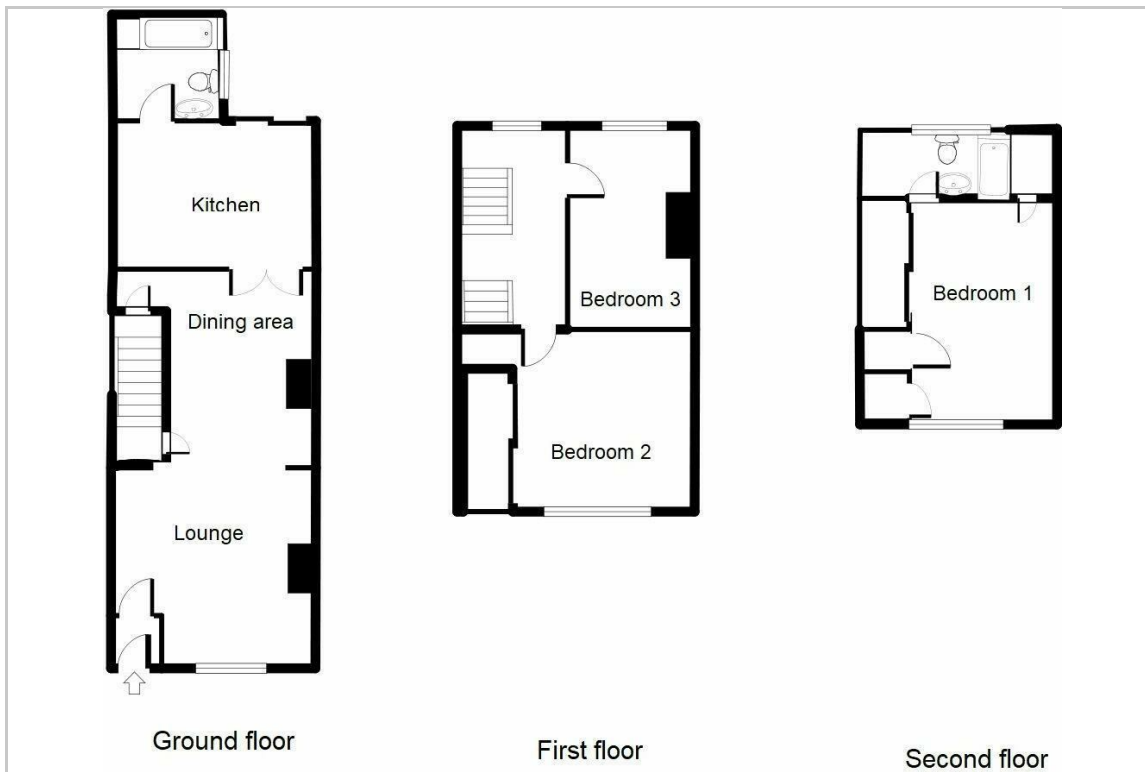 Kitchen
Dining area
Lounge
Ground floor
Bedroom 3
Bedroom 2
First floor
Bedroom 1
Second floor